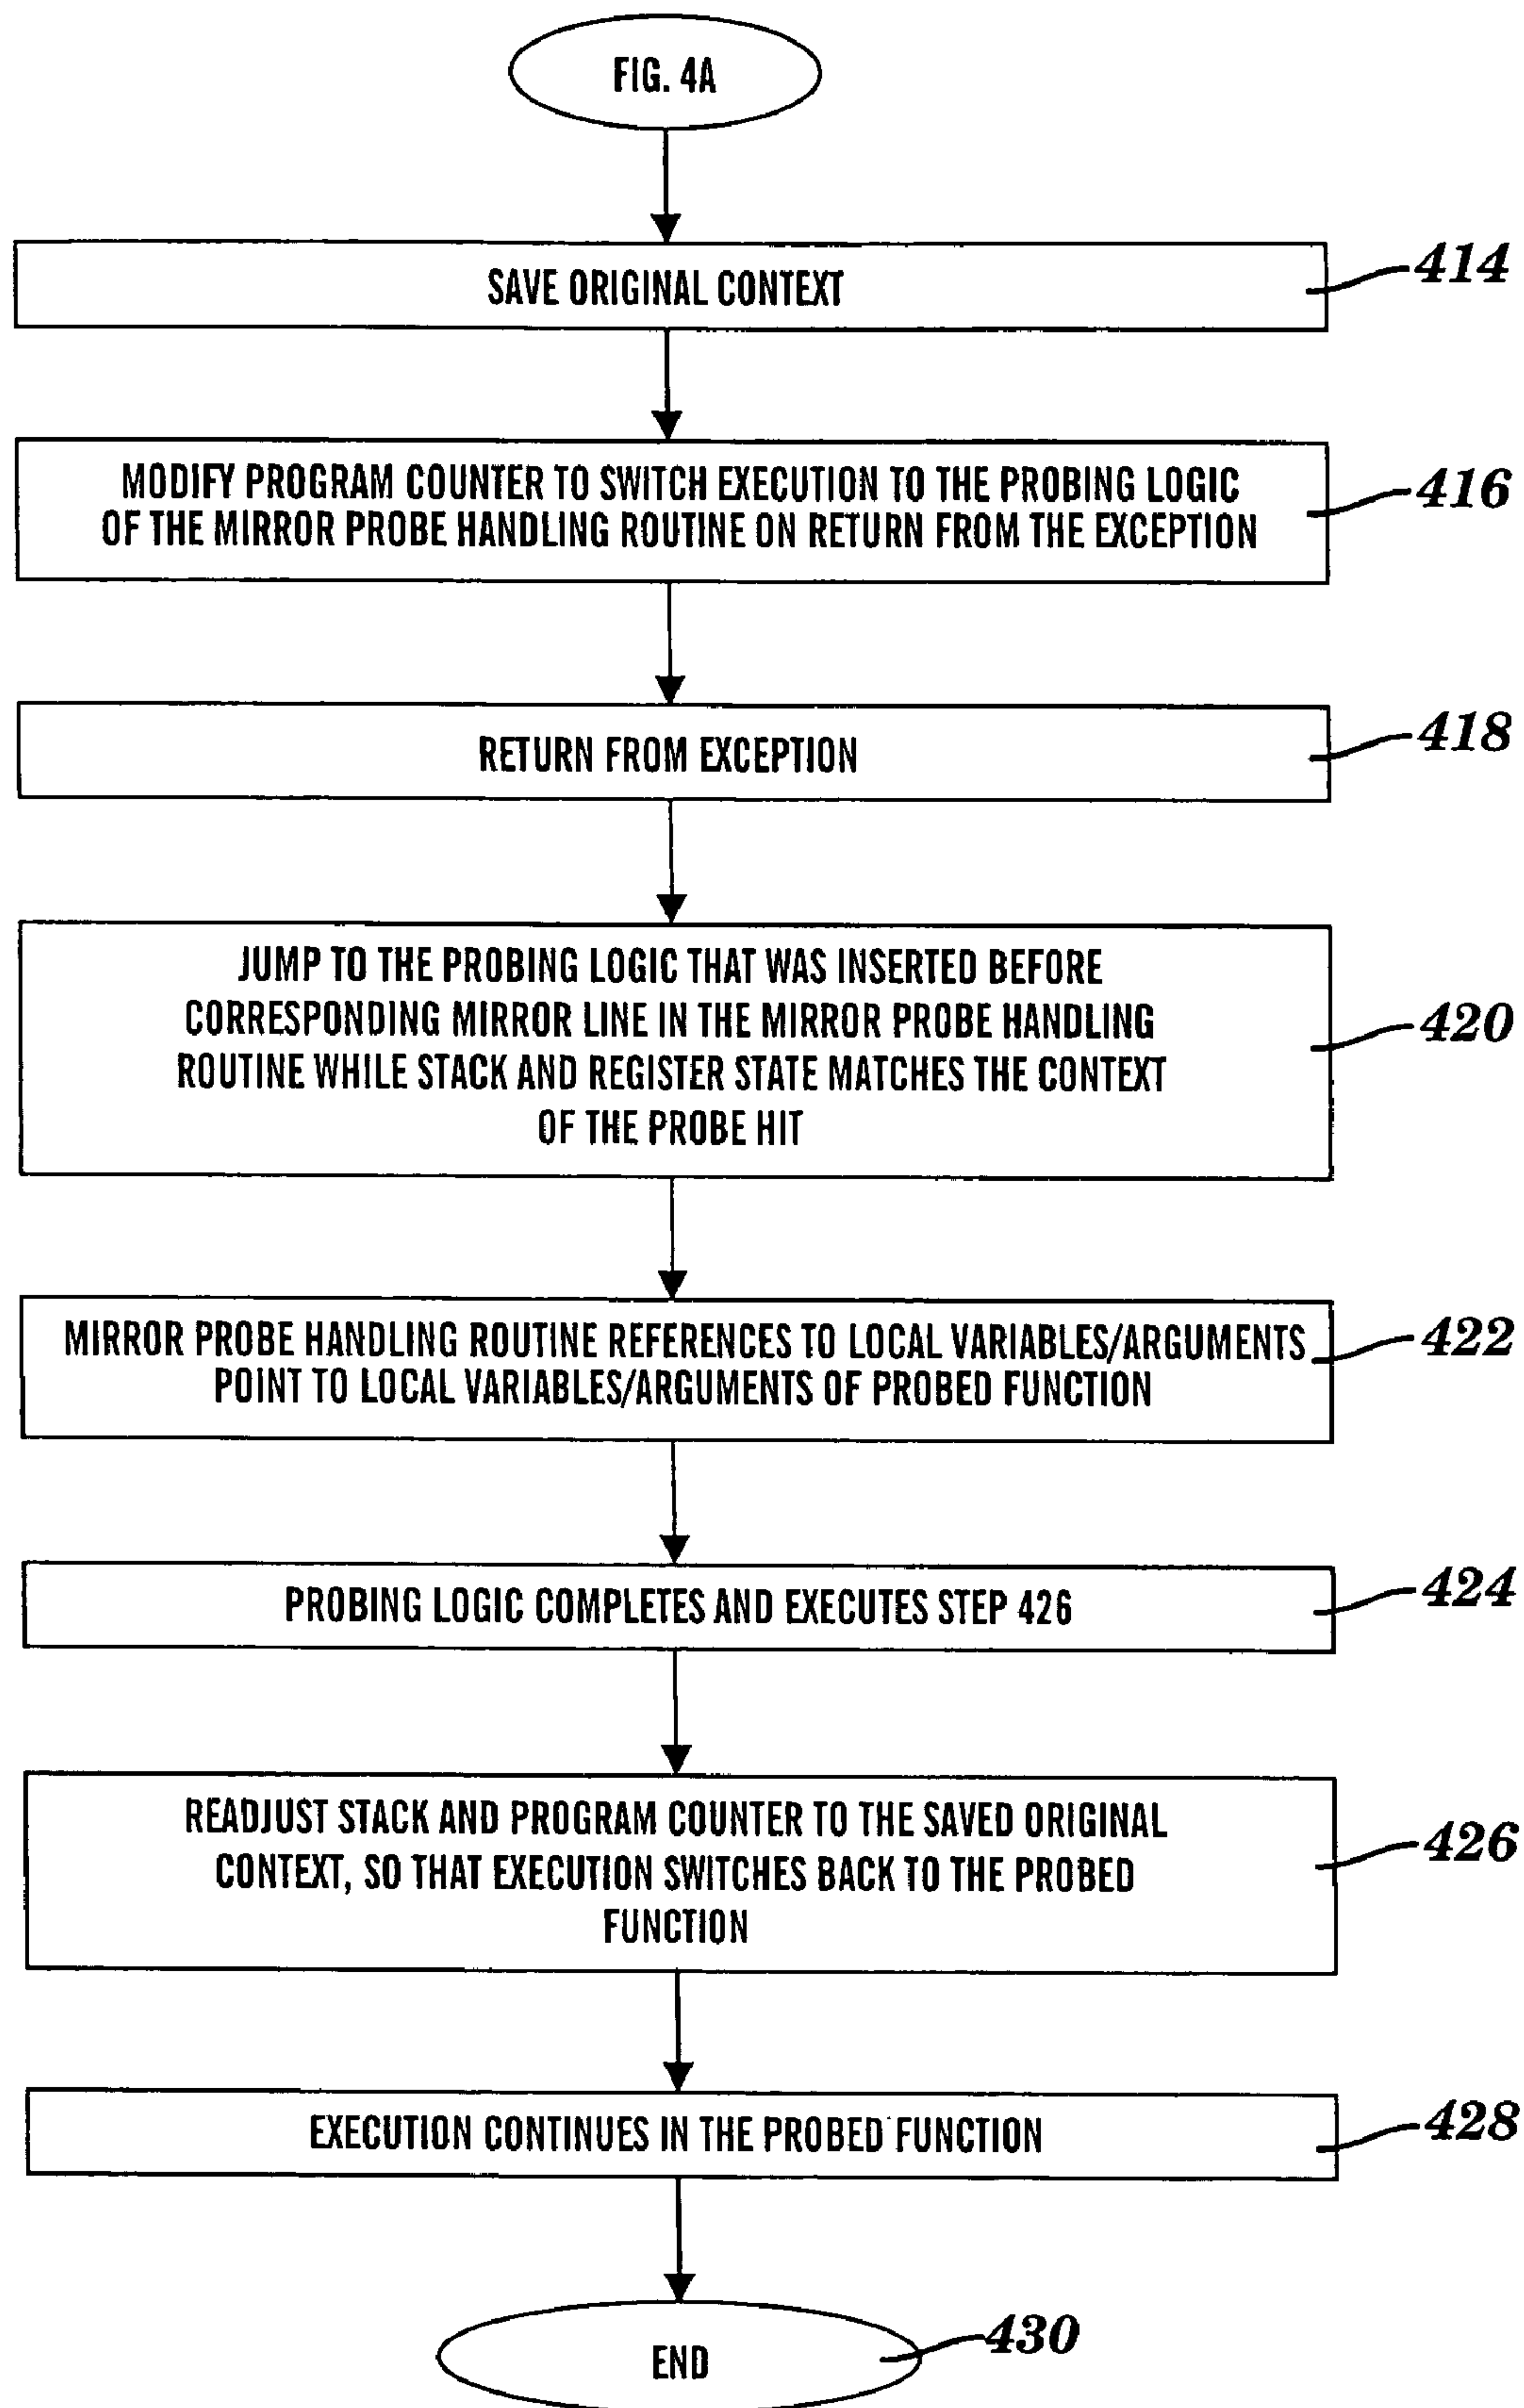 FIG. 4A
SAVE ORIGINAL CONTEXT
414
MODIFY PROGRAM COUNTER TO SWITCH EXECUTION TO THE PROBING LOGIC
OF THE MIRROR PROBE HANDLING ROUTINE ON RETURN FROM THE EXCEPTION
416
RETURN FROM EXCEPTION
418
JUMP TO THE PROBING LOGIC THAT WAS INSERTED BEFORE
CORRESPONDING MIRROR LINE IN THE MIRROR PROBE HANDLING
ROUTINE WHILE STACK AND REGISTER STATE MATCHES THE CONTEXT
OF THE PROBE HIT
420
MIRROR PROBE HANDLING ROUTINE REFERENCES TO LOCAL VARIABLES/ARGUMENTS
POINT TO LOCAL VARIABLES/ARGUMENTS OF PROBED FUNCTION
422
PROBING LOGIC COMPLETES AND EXECUTES STEP 426
424
READJUST STACK AND PROGRAM COUNTER TO THE SAVED ORIGINAL
CONTEXT, SO THAT EXECUTION SWITCHES BACK TO THE PROBED
FUNCTION
426
EXECUTION CONTINUES IN THE PROBED FUNCTION
428
END
430